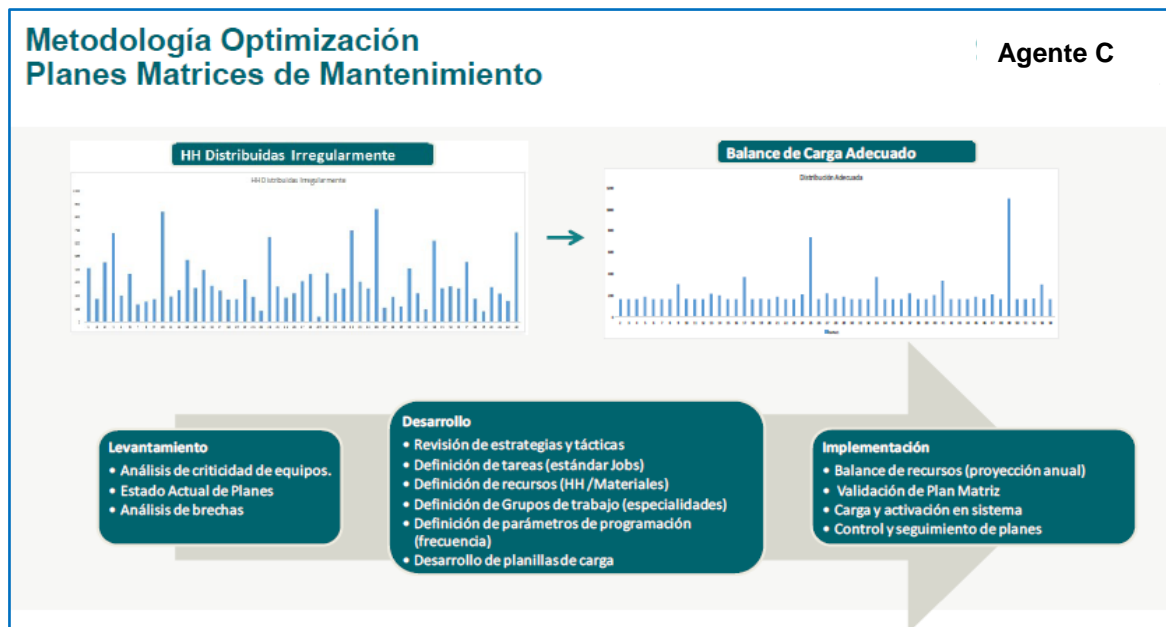 Metodología Optimización
Planes Matrices de Mantenimiento
Agente C
HH Distribuidas Irregularmente
HH Distribuidas Irregularmente
Balance de Carga Adecuado
Distribución Adecuada
Levantamiento
• Análisis de criticidad de equipos.
• Estado Actual de Planes
• Análisis de brechas
Desarrollo
• Revisión de estrategias y tácticas
• Definición de tareas (estándar Jobs)
• Definición de recursos (HH /Materiales)
• Definición de Grupos de trabajo (especialidades)
• Definición de parámetros de programación
(frecuencia)
• Desarrollo de planillas de carga
Implementación
• Balance de recursos (proyección anual)
• Validación de Plan Matriz
• Carga y activación en sistema
• Control y seguimiento de planes